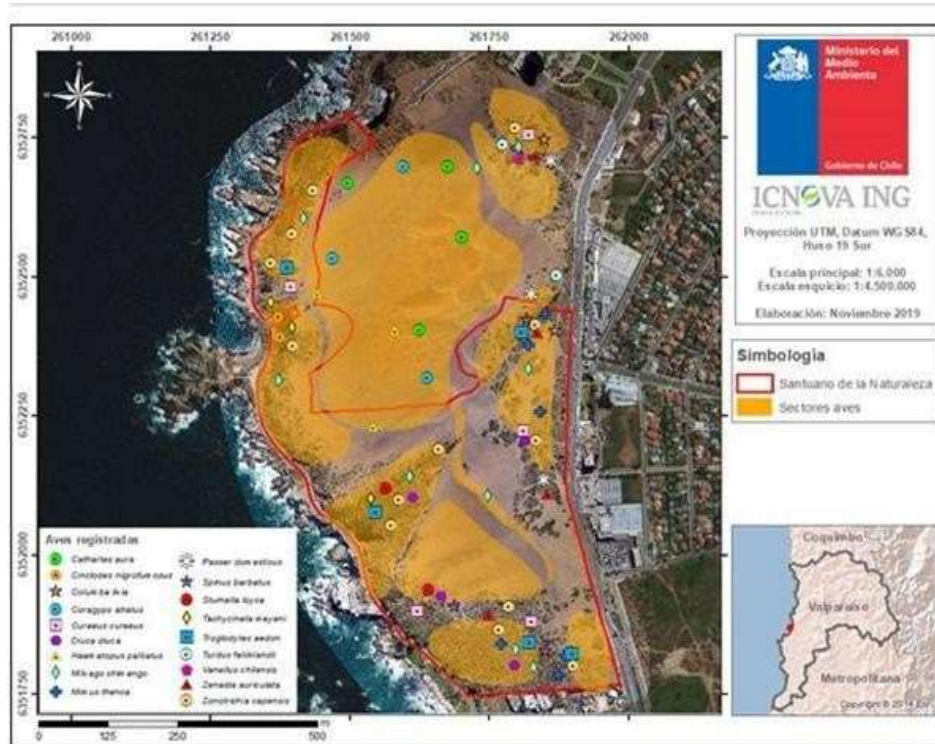 261000 261250 261500 261750 262000
6352750
6352500
6352250
6352000
6351750
Ministerio del
Medio
Ambiente
Gobierno de Chile
ICNOVA ING
Proyección UTM, Datum WGS84,
Huso 19 Sur
Escala principal: 1:6.000
Escala esquicio: 1:4.500.000
Elaboración: Noviembre 2019
Simbología
Santuario de la Naturaleza
Sectores aves
Aves registradas
Cathartes aura
Cinclodes nigrofumosus
Columba livia
Coragyps atratus
Curaeus curaeus
Diuca diuca
Haematopus palliatus
Milvago chimango
Mimus thenca
Passer domesticus
Spinus barbatus
Sturnella loyca
Tachycineta meyeni
Troglodytes aedon
Turdus falcklandii
Vanellus chilensis
Zenaida auriculata
Zonotrichia capensis
0 125 250 500
m
Coquimbo
Valparaíso
Metropolitana
Copyright © 2014 Esri